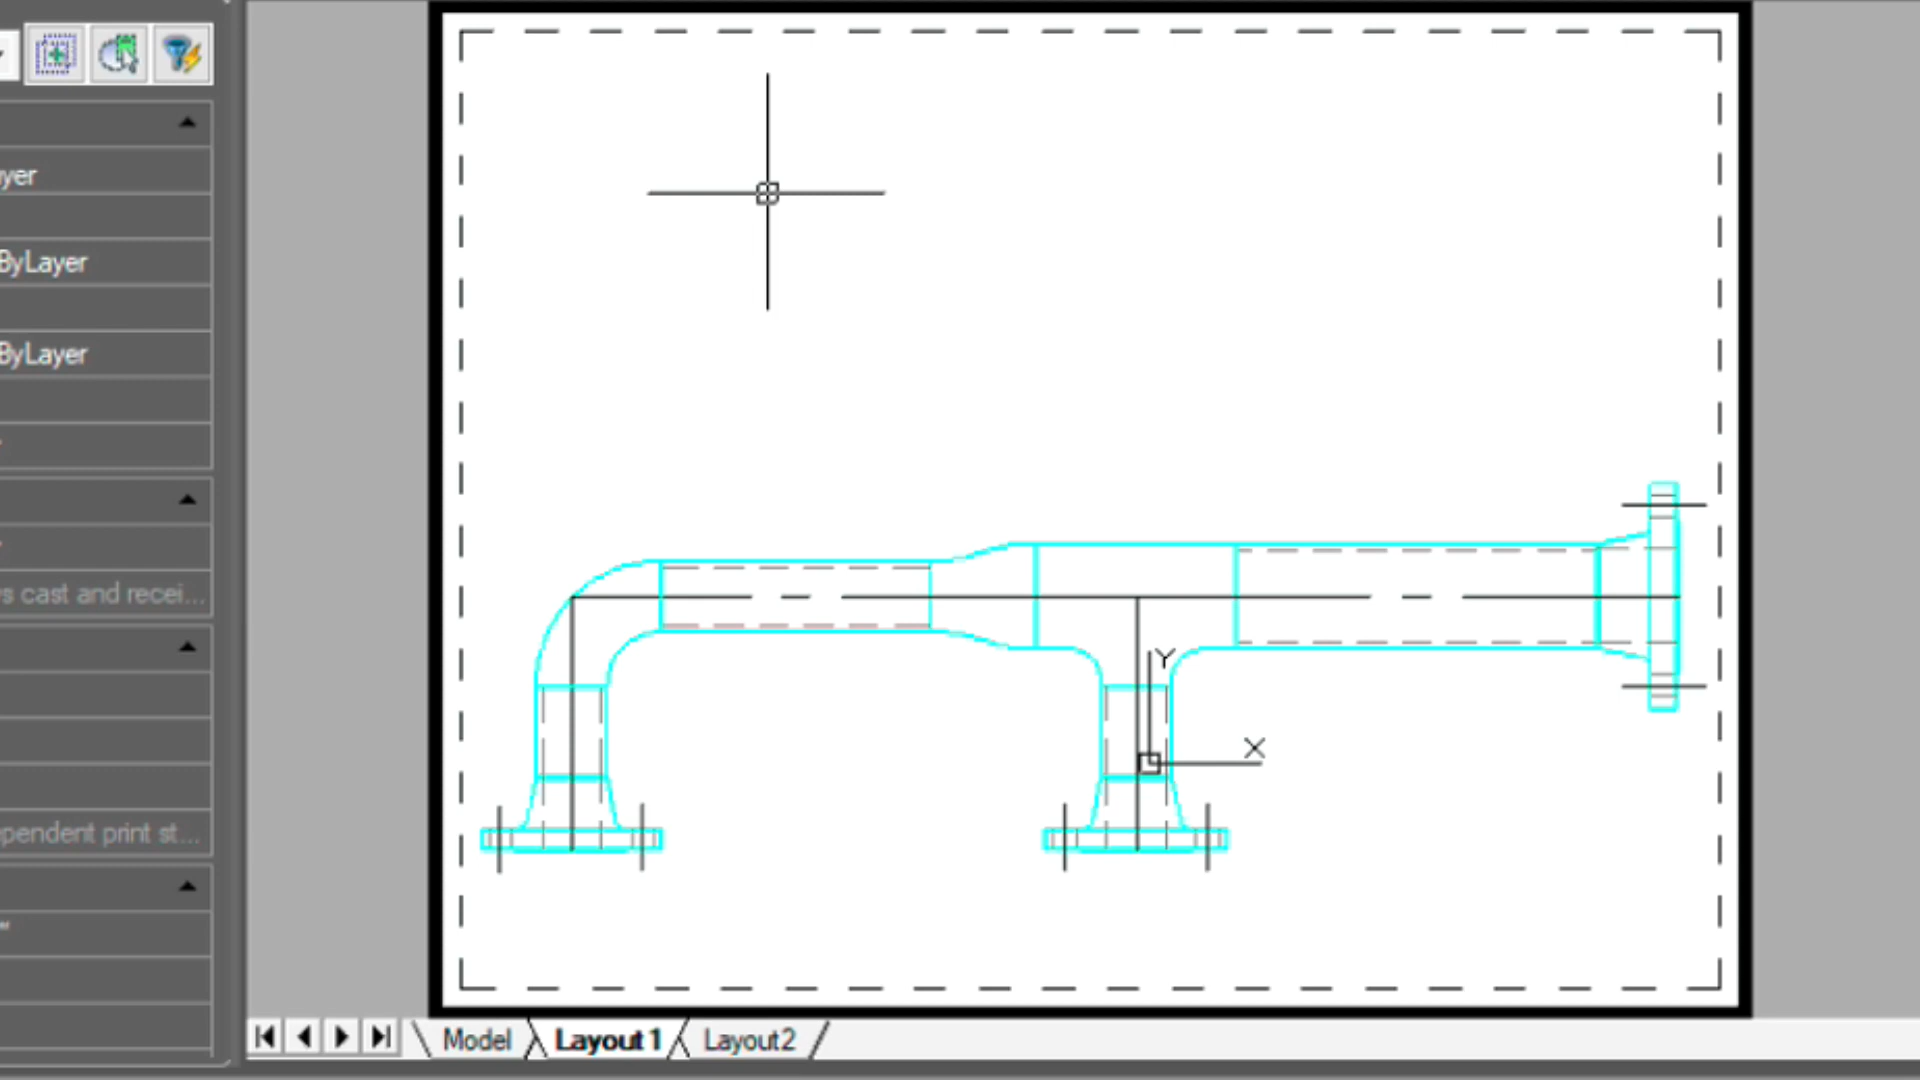 yer
ByLayer
ByLayer
s cast and recei...
pendent print st...
Y
X
Model
Layout1
Layout2